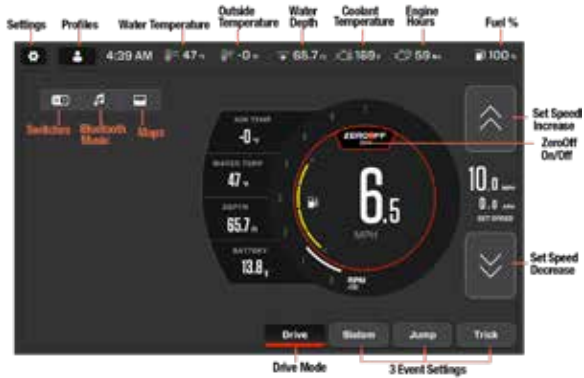 Settings Profiles Water Temperature Outside Temperature Water Depth Coolant Temperature Engine Hours Fuel %
4:39 AM 47 -0 65.7 169 59 100
Switches Bluetooth Music Maps
AIR TEMP
-0
WATER TEMP
47
DEPTH
65.7
BATTERY
13.8
ZEROOFF
6.5
MPH
RPM
Set Speed Increase
ZeroOff On/Off
10.0 MPH
0.0
SET SPEED
Set Speed Decrease
Drive Slalom Jump Trick
Drive Mode 3 Event Settings